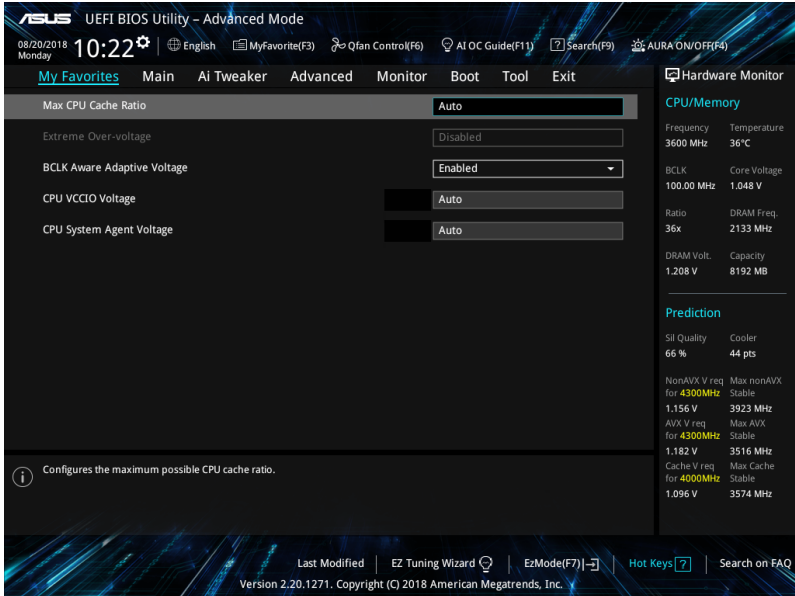 ASUS UEFI BIOS Utility – Advanced Mode
08/20/2018 Monday 10:22 English MyFavorite(F3) Qfan Control(F6) AI OC Guide(F11) ? Search(F9) AURA ON/OFF(F4)
My Favorites Main Ai Tweaker Advanced Monitor Boot Tool Exit
Max CPU Cache Ratio Auto
Extreme Over-voltage Disabled
BCLK Aware Adaptive Voltage Enabled
CPU VCCIO Voltage Auto
CPU System Agent Voltage Auto
Configures the maximum possible CPU cache ratio.
Hardware Monitor
CPU/Memory
Frequency Temperature
3600 MHz 36°C
BCLK Core Voltage
100.00 MHz 1.048 V
Ratio DRAM Freq.
36x 2133 MHz
DRAM Volt. Capacity
1.208 V 8192 MB
Prediction
Sil Quality Cooler
66 % 44 pts
NonAVX V req Max nonAVX
for 4300MHz Stable
1.156 V 3923 MHz
AVX V req Max AVX
for 4300MHz Stable
1.182 V 3516 MHz
Cache V req Max Cache
for 4000MHz Stable
1.096 V 3574 MHz
Last Modified EZ Tuning Wizard EzMode(F7) Hot Keys ? Search on FAQ
Version 2.20.1271. Copyright (C) 2018 American Megatrends, Inc.